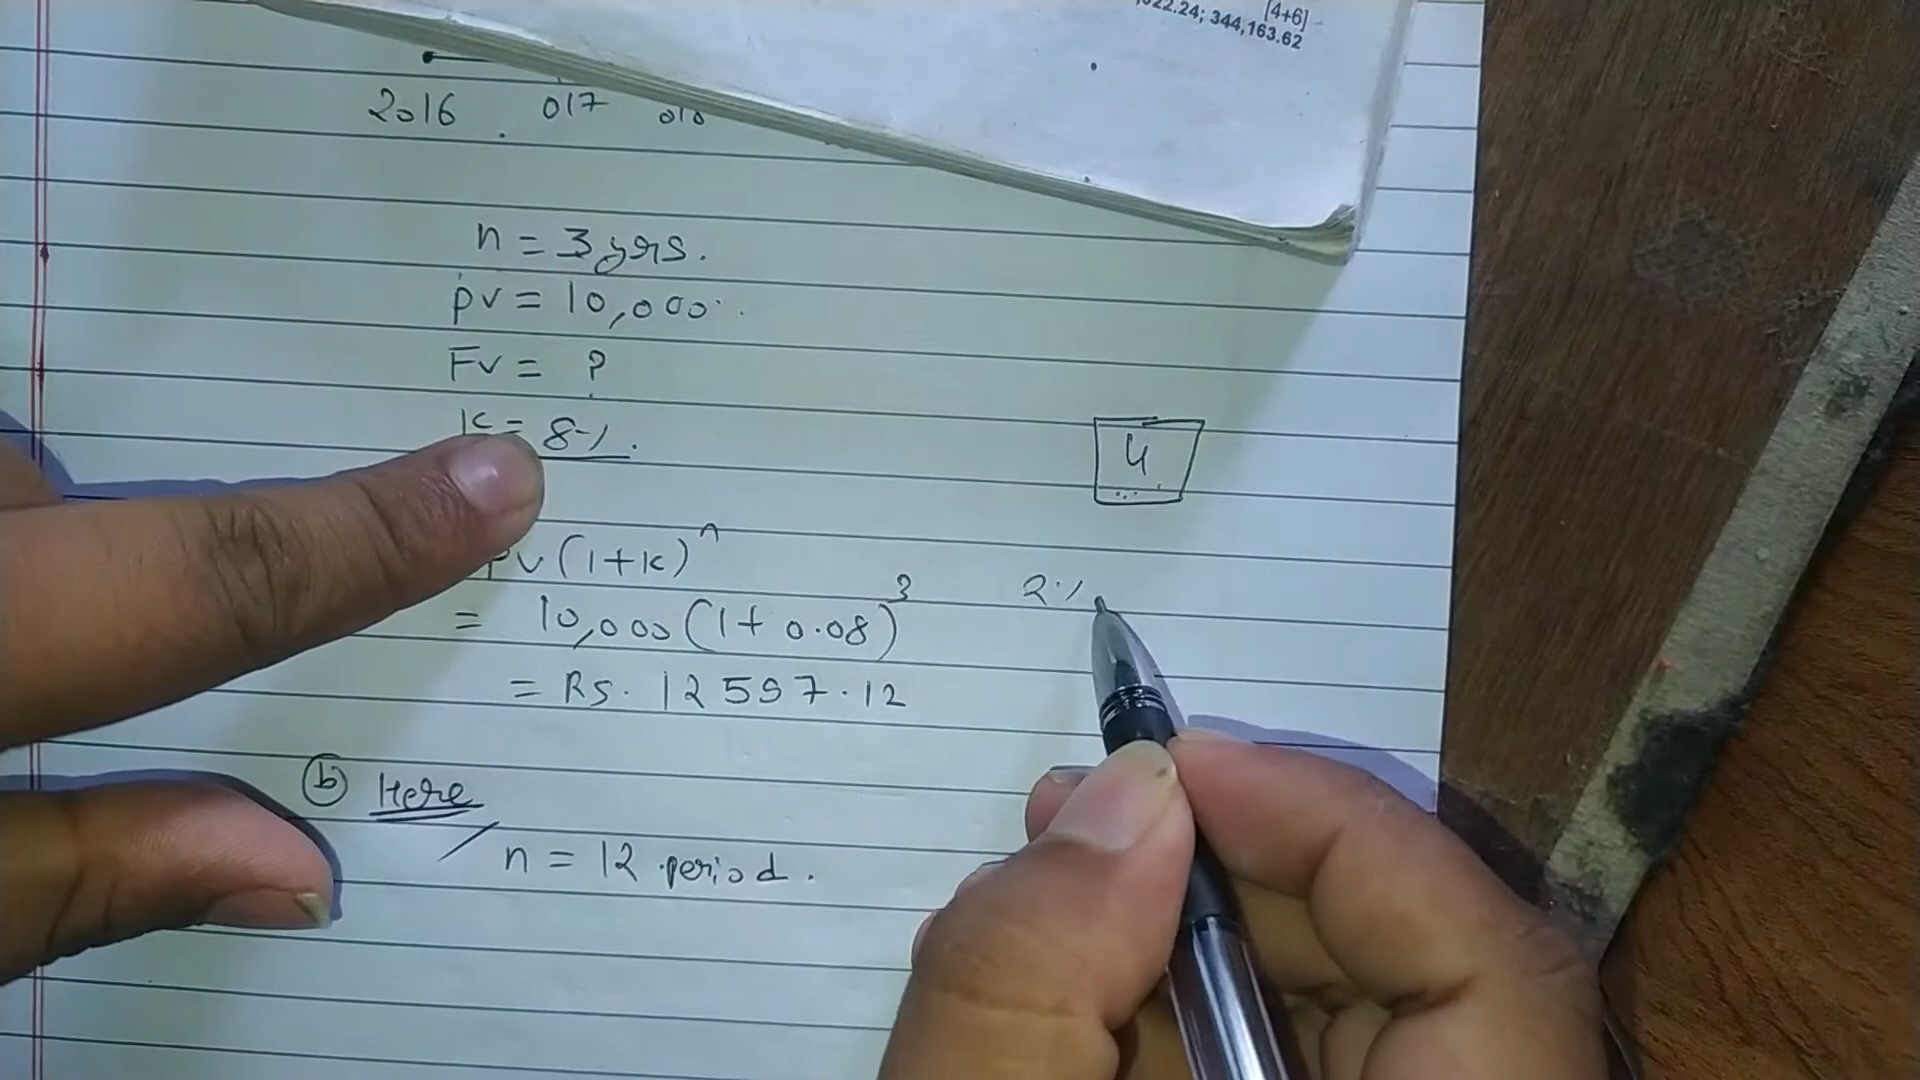 [4+6]
22.24; 344,163.62
2016 017 018
n = 3 yrs.
PV = 10,000.
FV = ?
K = 8%.
4
PV(1+K)^n
= 10,000(1+0.08)^3
2%
= Rs. 12597.12
(b) Here
n = 12 period.